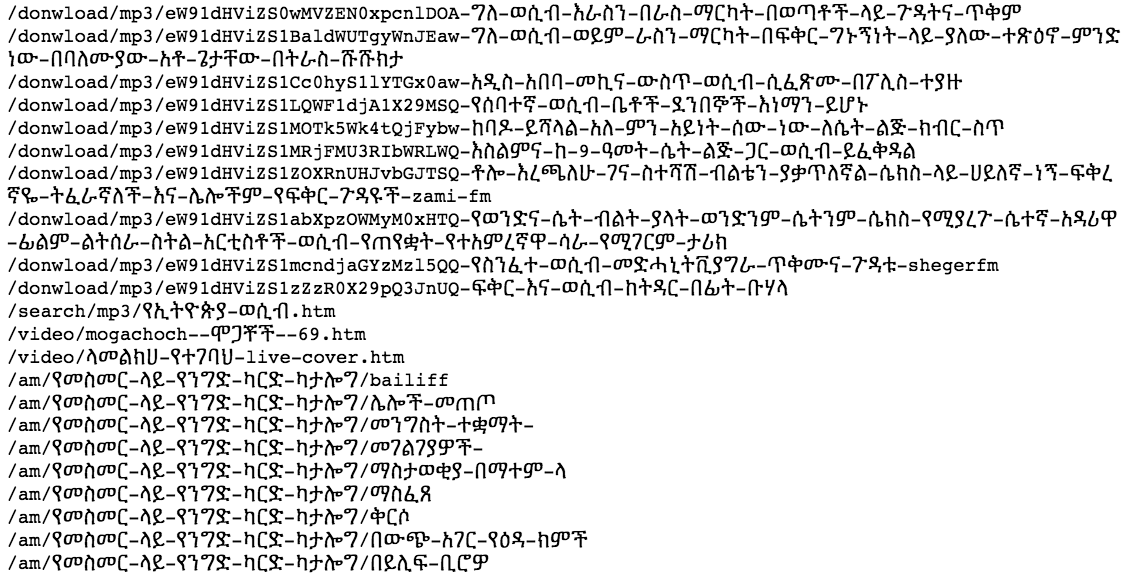 /donwload/mp3/eW91dHViZS0wMVZEN0xpcnlDOA-ግለ-ወሲብ-እራስን-በራስ-ማርካት-በወጣቶች-ላይ-ጉዳትና-ጥቅም
/donwload/mp3/eW91dHViZS1BaldWUTgyWnJEaw-ግለ-ወሲብ-ወይም-ራስን-ማርካት-በፍቅር-ግኑኝነት-ላይ-ያለው-ተጽዕኖ-ምንድ
ነው-በባለሙያው-አቶ-ጌታቸው-በትራስ-ሹሹክታ
/donwload/mp3/eW91dHViZS1Cc0hyS1lYTGx0aw-አዲስ-አበባ-መኪና-ውስጥ-ወሲብ-ሲፈጽሙ-በፖሊስ-ተያዙ
/donwload/mp3/eW91dHViZS1LQWF1djA1X29MSQ-የሰባተኛ-ወሲብ-ቤቶች-ደንበኞች-እነማን-ይሆኑ
/donwload/mp3/eW91dHViZS1MOTk5Wk4tQjFybw-ከባዶ-ይሻላል-አለ-ምን-አይነት-ሰው-ነው-ለሴት-ልጅ-ክብር-ስጥ
/donwload/mp3/eW91dHViZS1MRjFMU3RIbWRLWQ-እስልምና-ከ-9-ዓመት-ሴት-ልጅ-ጋር-ወሲብ-ይፈቅዳል
/donwload/mp3/eW91dHViZS1ZOXRnUHJvbGJTSQ-ቶሎ-እረጫለሁ-ገና-ስተሻሽ-ብልቴን-ያቃጥለኛል-ሴክስ-ላይ-ሀይለኛ-ነኝ-ፍቅረ
ኛዬ-ትፈራኛለች-እና-ሌሎችም-የፍቅር-ጉዳዩች-zami-fm
/donwload/mp3/eW91dHViZS1abXpzOWMyM0xHTQ-የወንድና-ሴት-ብልት-ያላት-ወንድንም-ሴትንም-ሴክስ-የሚያረጉ-ሴተኛ-አዳሪዋ
-ፊልም-ልትሰራ-ስትል-አርቲስቶች-ወሲብ-የጠየቋት-የተአምረኛዋ-ሳራ-የሚገርም-ታሪክ
/donwload/mp3/eW91dHViZS1mcndjaGYzMzl5QQ-የስንፈተ-ወሲብ-መድሓኒትቪያግራ-ጥቅሙና-ጉዳቱ-shegerfm
/donwload/mp3/eW91dHViZS1zZzR0X29pQ3JnUQ-ፍቅር-እና-ወሲብ-ከትዳር-በፊት-ቡሃላ
/search/mp3/የኢትዮጵያ-ወሲብ.htm
/video/mogachoch--ሞጋቾች--69.htm
/video/ላመልክሀ-የተገባህ-live-cover.htm
/am/የመስመር-ላይ-የንግድ-ካርድ-ካታሎግ/bailiff
/am/የመስመር-ላይ-የንግድ-ካርድ-ካታሎግ/ሌሎች-መጠጦ
/am/የመስመር-ላይ-የንግድ-ካርድ-ካታሎግ/መንግስት-ተቋማት-
/am/የመስመር-ላይ-የንግድ-ካርድ-ካታሎግ/መገልገያዎች-
/am/የመስመር-ላይ-የንግድ-ካርድ-ካታሎግ/ማስታወቂያ-በማተም-ላ
/am/የመስመር-ላይ-የንግድ-ካርድ-ካታሎግ/ማስፈጸ
/am/የመስመር-ላይ-የንግድ-ካርድ-ካታሎግ/ቅርሶ
/am/የመስመር-ላይ-የንግድ-ካርድ-ካታሎግ/በውጭ-አገር-የዕዳ-ክምች
/am/የመስመር-ላይ-የንግድ-ካርድ-ካታሎግ/በይሊፍ-ቢሮዎ